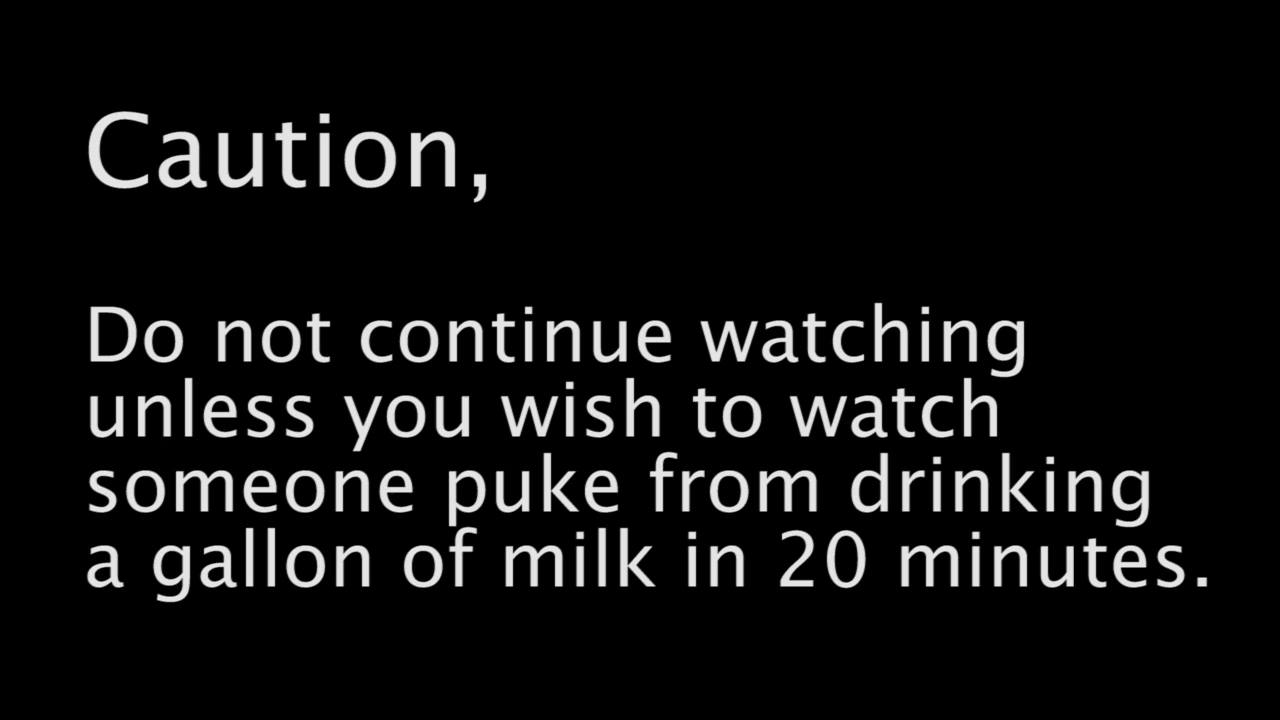 Caution,
Do not continue watching
unless you wish to watch
someone puke from drinking
a gallon of milk in 20 minutes.